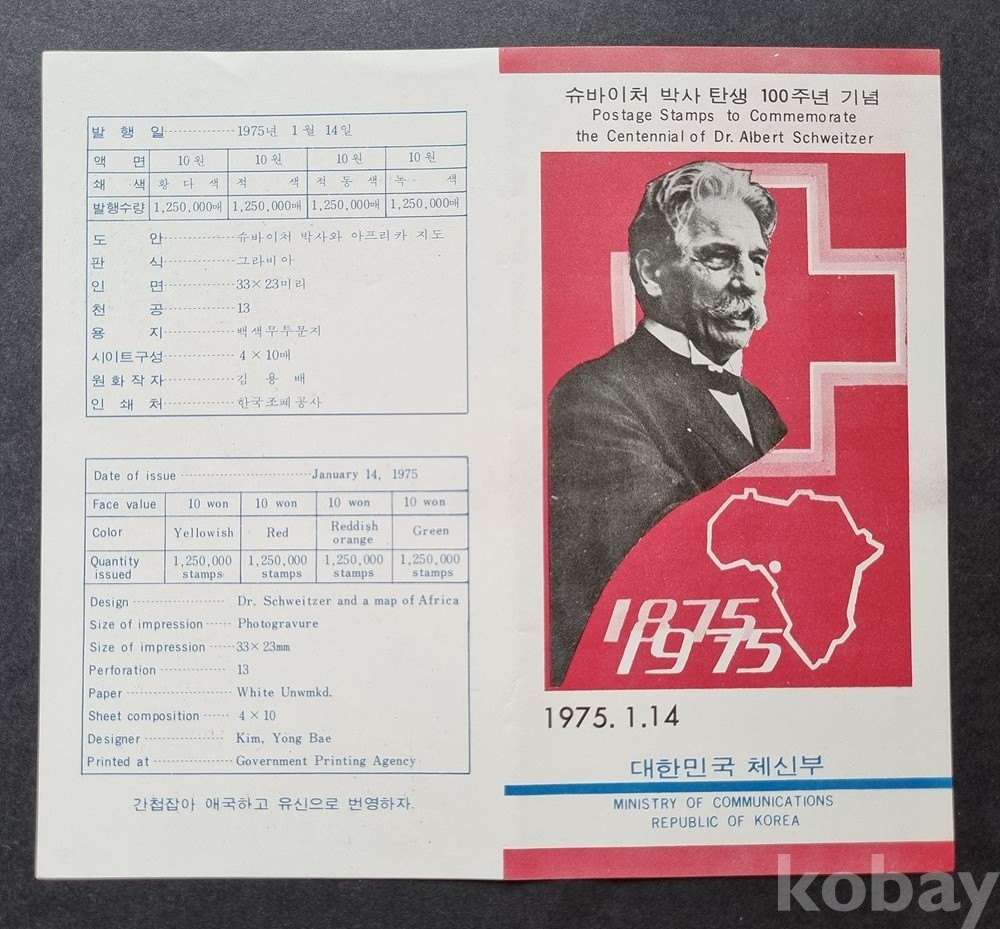 발행일 1975년 1월 14일
액면 10원 10원 10원 10원
쇄색 황다색 적색 적동색 녹색
발행수량 1,250,000매 1,250,000매 1,250,000매 1,250,000매
도안 슈바이처 박사와 아프리카 지도
판식 그라비아
인면 33×23미리
천공 13
용지 백색무투문지
시이트구성 4×10매
원화작자 김용배
인쇄처 한국조폐공사
Date of issue January 14, 1975
Face value 10 won 10 won 10 won 10 won
Color Yellowish Red Reddish orange Green
Quantity issued 1,250,000 stamps 1,250,000 stamps 1,250,000 stamps 1,250,000 stamps
Design Dr. Schweitzer and a map of Africa
Size of impression Photogravure
Size of impression 33×23mm
Perforation 13
Paper White Unwmkd.
Sheet composition 4×10
Designer Kim, Yong Bae
Printed at Government Printing Agency
간첩잡아 애국하고 유신으로 번영하자.
슈바이처 박사 탄생 100주년 기념
Postage Stamps to Commemorate
the Centennial of Dr. Albert Schweitzer
1875
1975
1975. 1.14
대한민국 체신부
MINISTRY OF COMMUNICATIONS
REPUBLIC OF KOREA
kobay